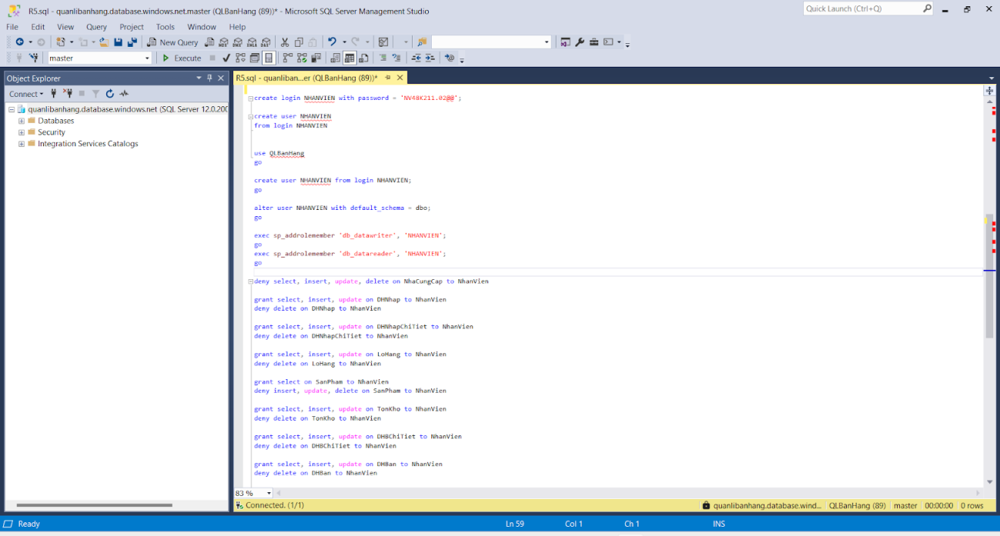 R5.sql - quanlibanhang.database.windows.net.master (QLBanHang (89))* - Microsoft SQL Server Management Studio
Quick Launch (Ctrl+Q)
File Edit View Query Project Tools Window Help
New Query
master
Execute
Object Explorer
Connect
quanlibanhang.database.windows.net (SQL Server 12.0.200
Databases
Security
Integration Services Catalogs
R5.sql - quanliban...er (QLBanHang (89))*
create login NHANVIEN with password = 'NV48K211.02@@';
create user NHANVIEN
from login NHANVIEN
use QLBanHang
go
create user NHANVIEN from login NHANVIEN;
go
alter user NHANVIEN with default_schema = dbo;
go
exec sp_addrolemember 'db_datawriter', 'NHANVIEN';
go
exec sp_addrolemember 'db_datareader', 'NHANVIEN';
go
deny select, insert, update, delete on NhaCungCap to NhanVien
grant select, insert, update on DHNhap to NhanVien
deny delete on DHNhap to NhanVien
grant select, insert, update on DHNhapChiTiet to NhanVien
deny delete on DHNhapChiTiet to NhanVien
grant select, insert, update on LoHang to NhanVien
deny delete on LoHang to NhanVien
grant select on SanPham to NhanVien
deny insert, update, delete on SanPham to NhanVien
grant select, insert, update on TonKho to NhanVien
deny delete on TonKho to NhanVien
grant select, insert, update on DHBChiTiet to NhanVien
deny delete on DHBChiTiet to NhanVien
grant select, insert, update on DHBan to NhanVien
deny delete on DHBan to NhanVien
83 %
Connected. (1/1)
quanlibanhang.database.wind... QLBanHang (89) master 00:00:00 0 rows
Ready
Ln 59 Col 1 Ch 1 INS